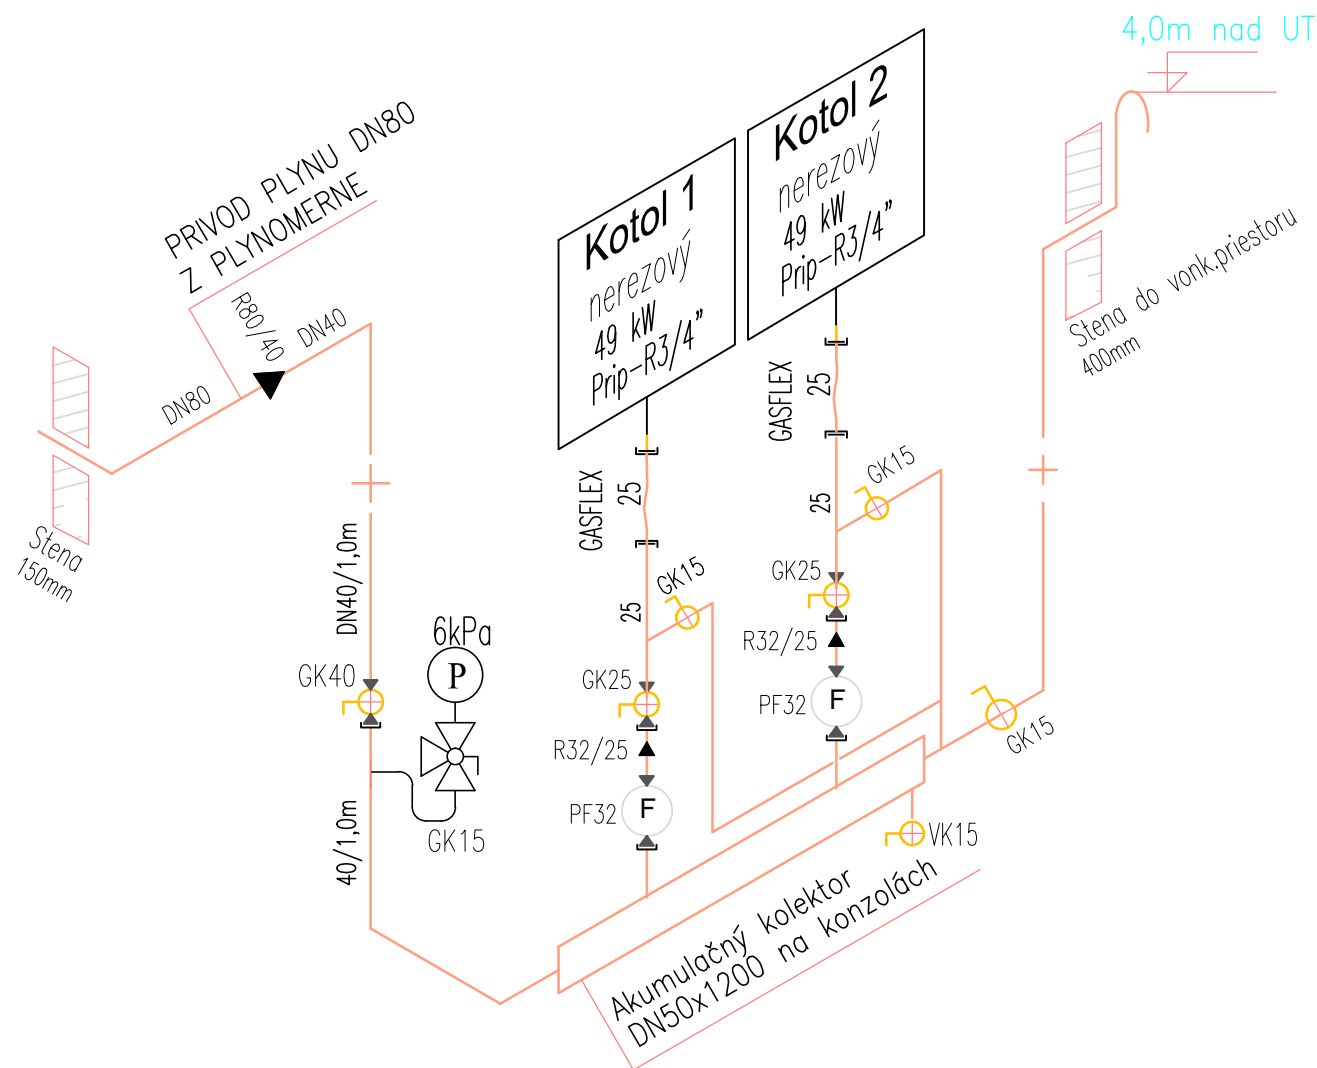 4,0m nad UT
PRIVOD PLYNU DN80
Z PLYNOMERNE
R80/40
DN40
DN80
Stena
150mm
Kotol 1
nerezový
49 kW
Prip-R3/4"
Kotol 2
nerezový
49 kW
Prip-R3/4"
Stena do vonk.priestoru
400mm
GASFLEX
25
GASFLEX
25
25
GK15
25
GK15
GK25
R32/25
PF32
F
GK25
R32/25
PF32
F
DN40/1,0m
GK40
6kPa
P
GK15
40/1,0m
GK15
VK15
Akumulačný kolektor
DN50x1200 na konzolách